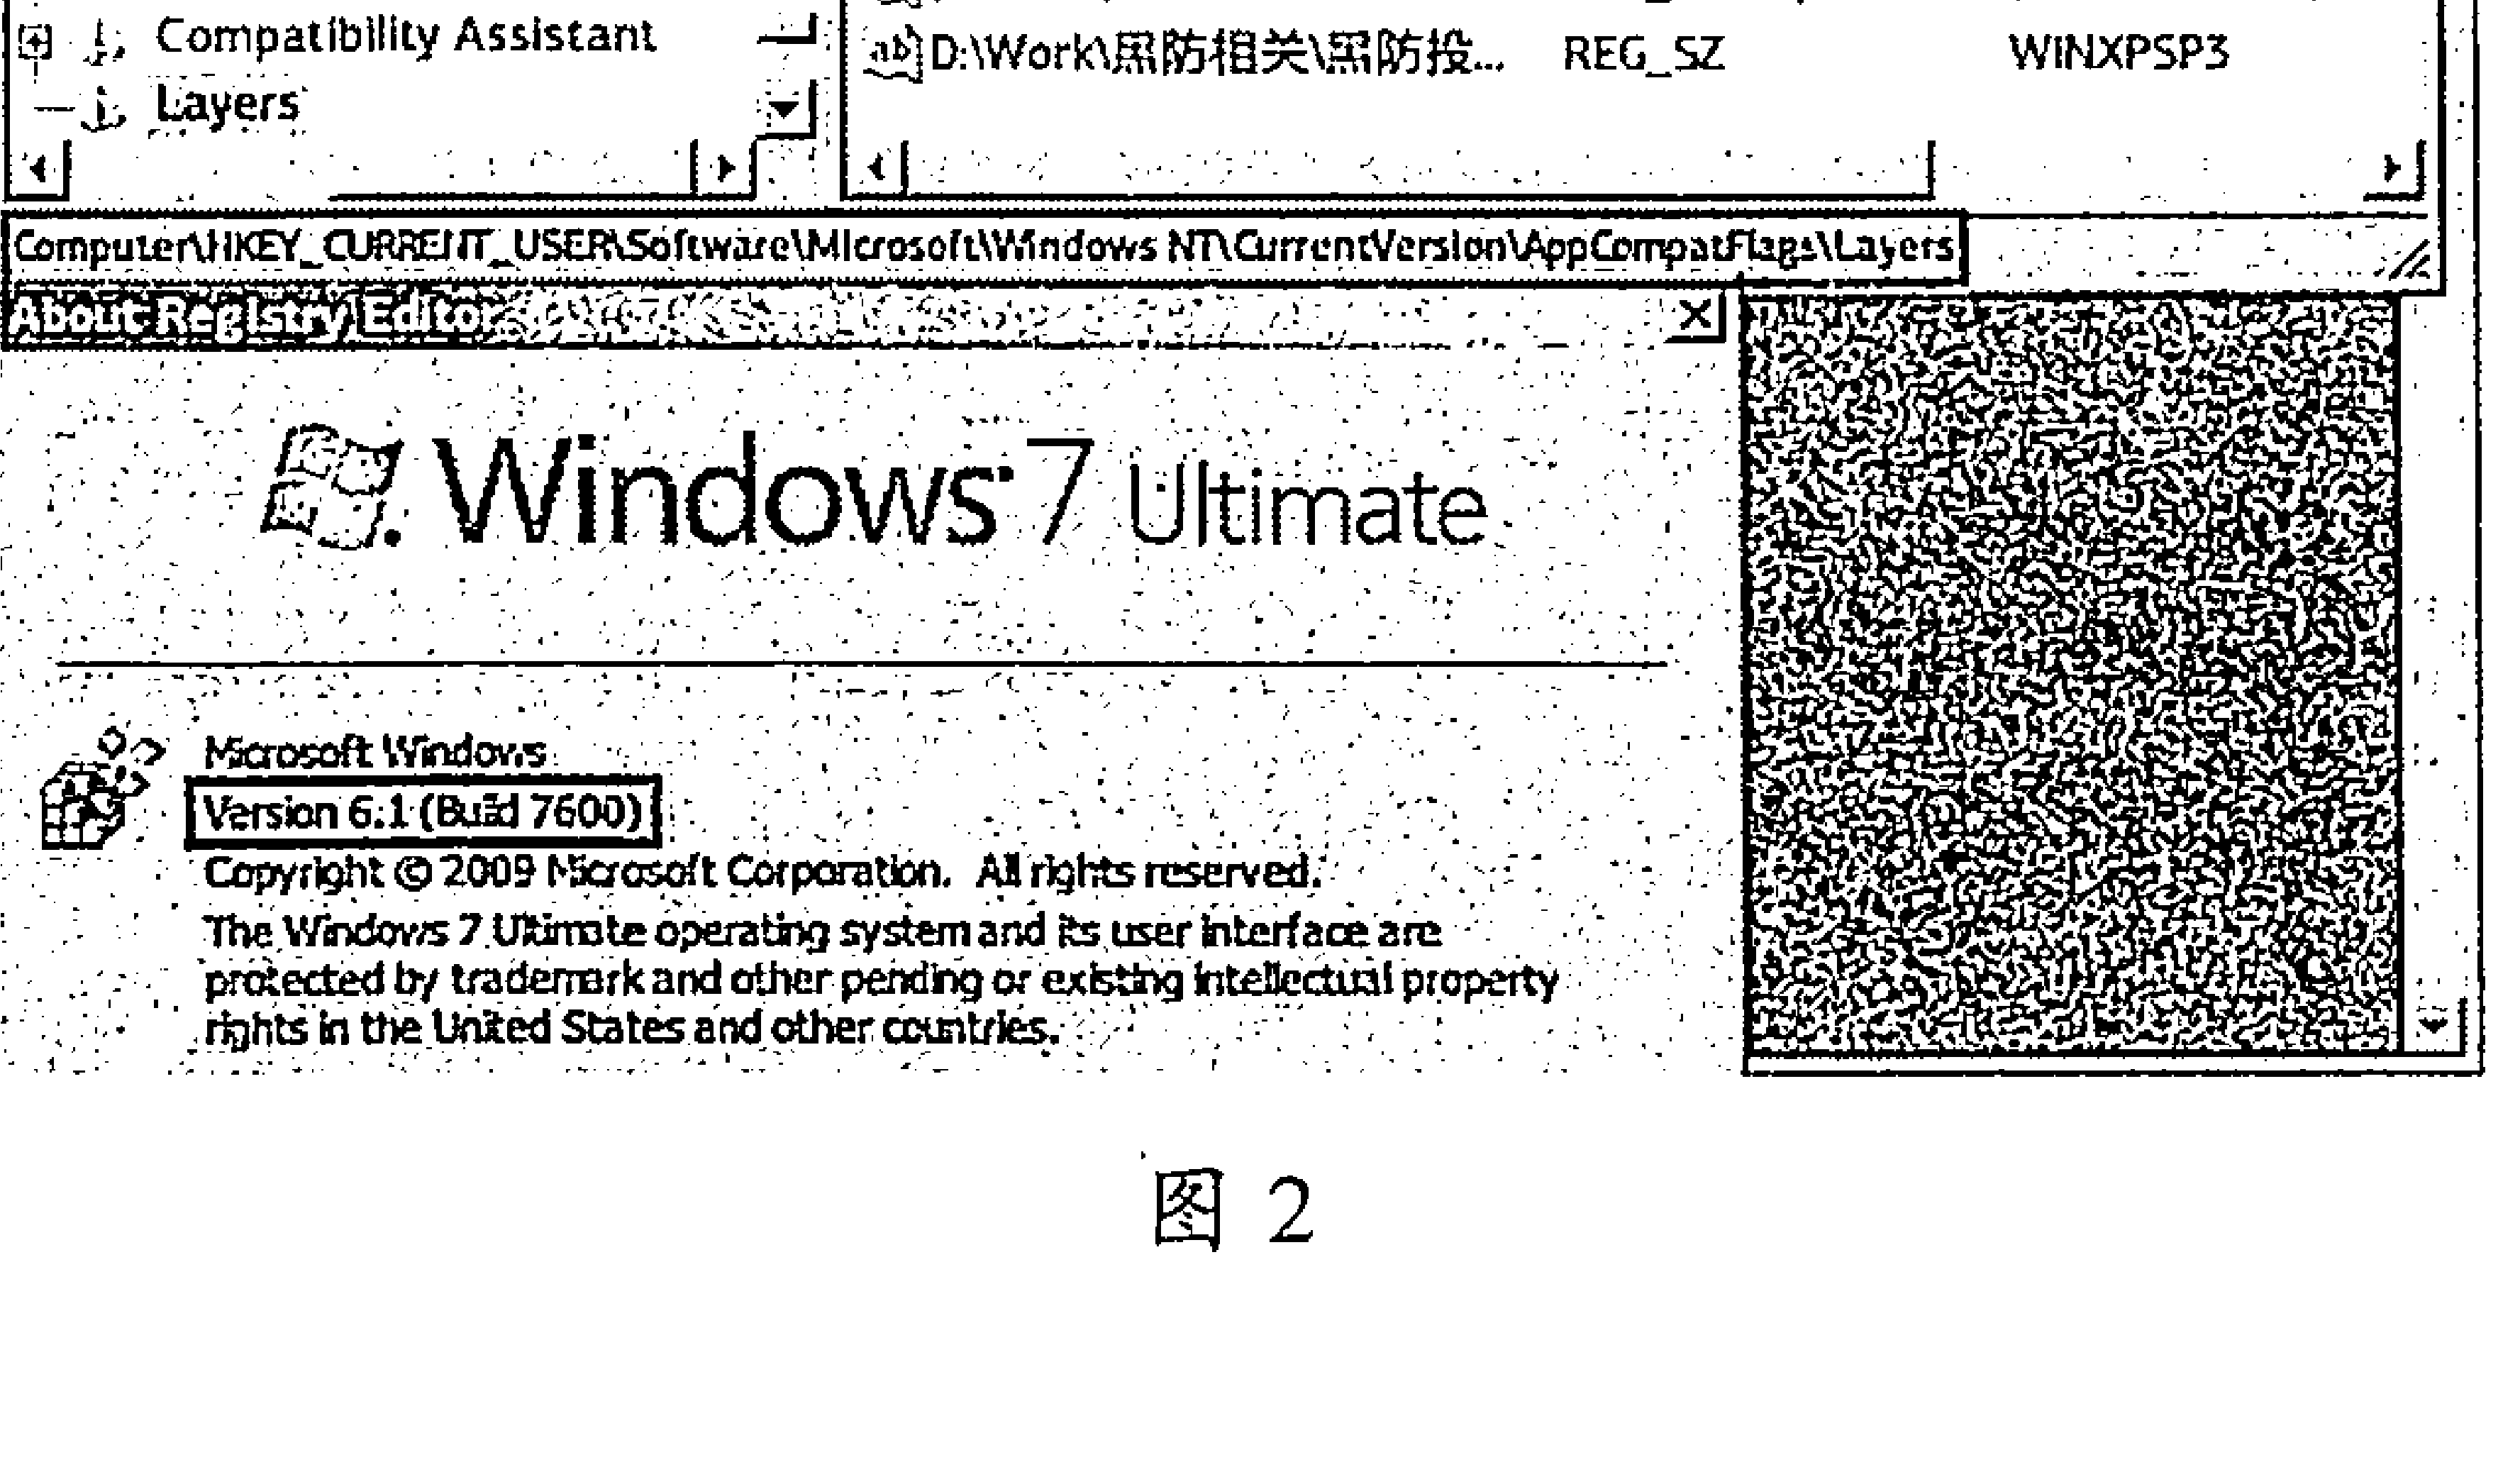 Compatibility Assistant
Layers
D:\Work\黑防相关\黑防投... REG_SZ WINXPSP3
Computer\HKEY_CURRENT_USER\Software\Microsoft\Windows NT\CurrentVersion\AppCompatFlags\Layers
About Registry Editor
Windows 7 Ultimate
Microsoft Windows
Version 6.1 (Build 7600)
Copyright © 2009 Microsoft Corporation. All rights reserved.
The Windows 7 Ultimate operating system and its user interface are
protected by trademark and other pending or existing intellectual property
rights in the United States and other countries.
图 2